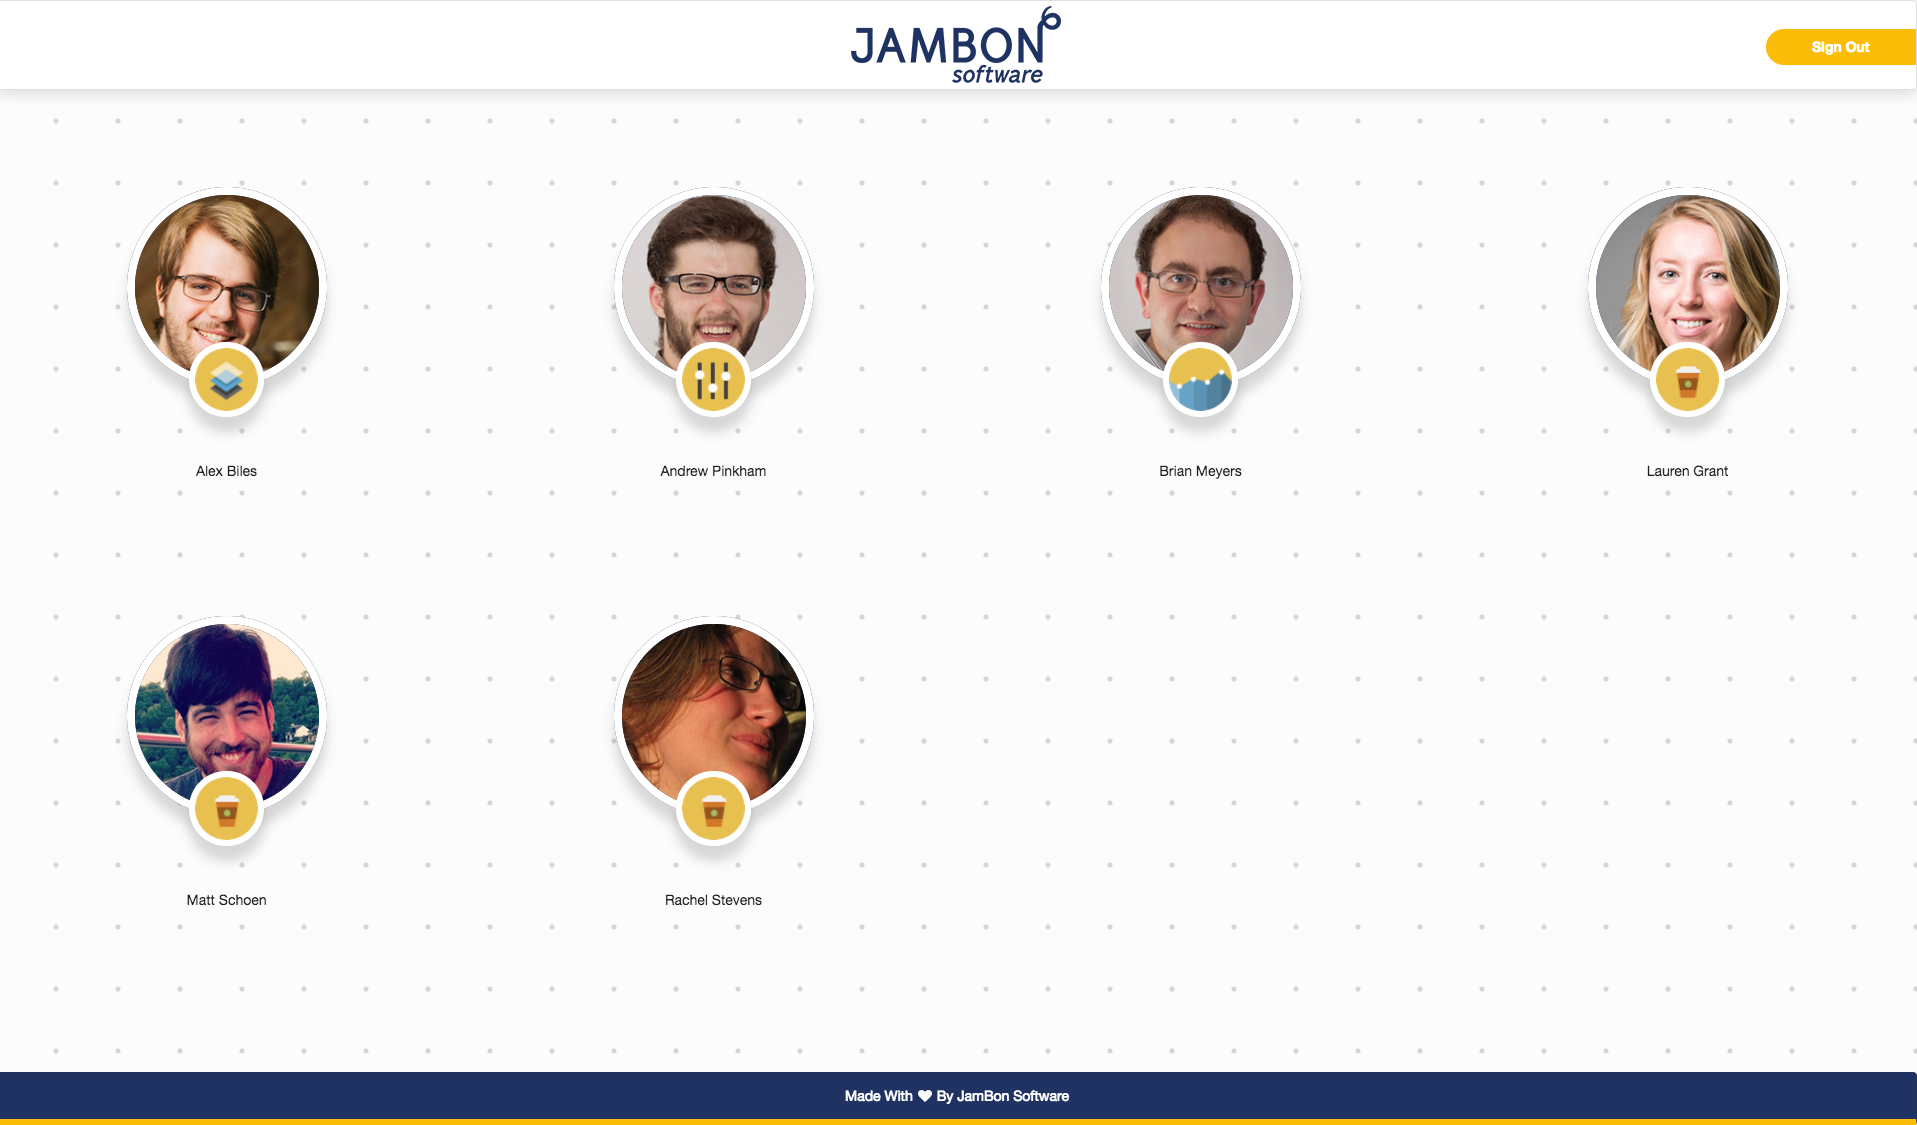 JAMBON
software
Sign Out
Alex Biles
Andrew Pinkham
Brian Meyers
Lauren Grant
Matt Schoen
Rachel Stevens
Made With ♥ By JamBon Software